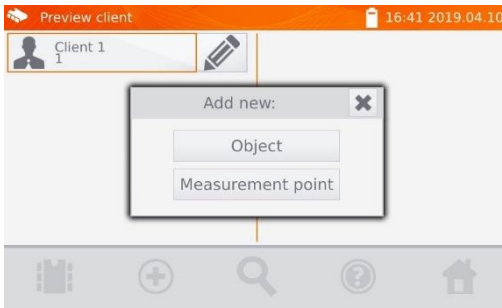 Preview client
16:41 2019.04.10
Client 1
1
Add new:
Object
Measurement point